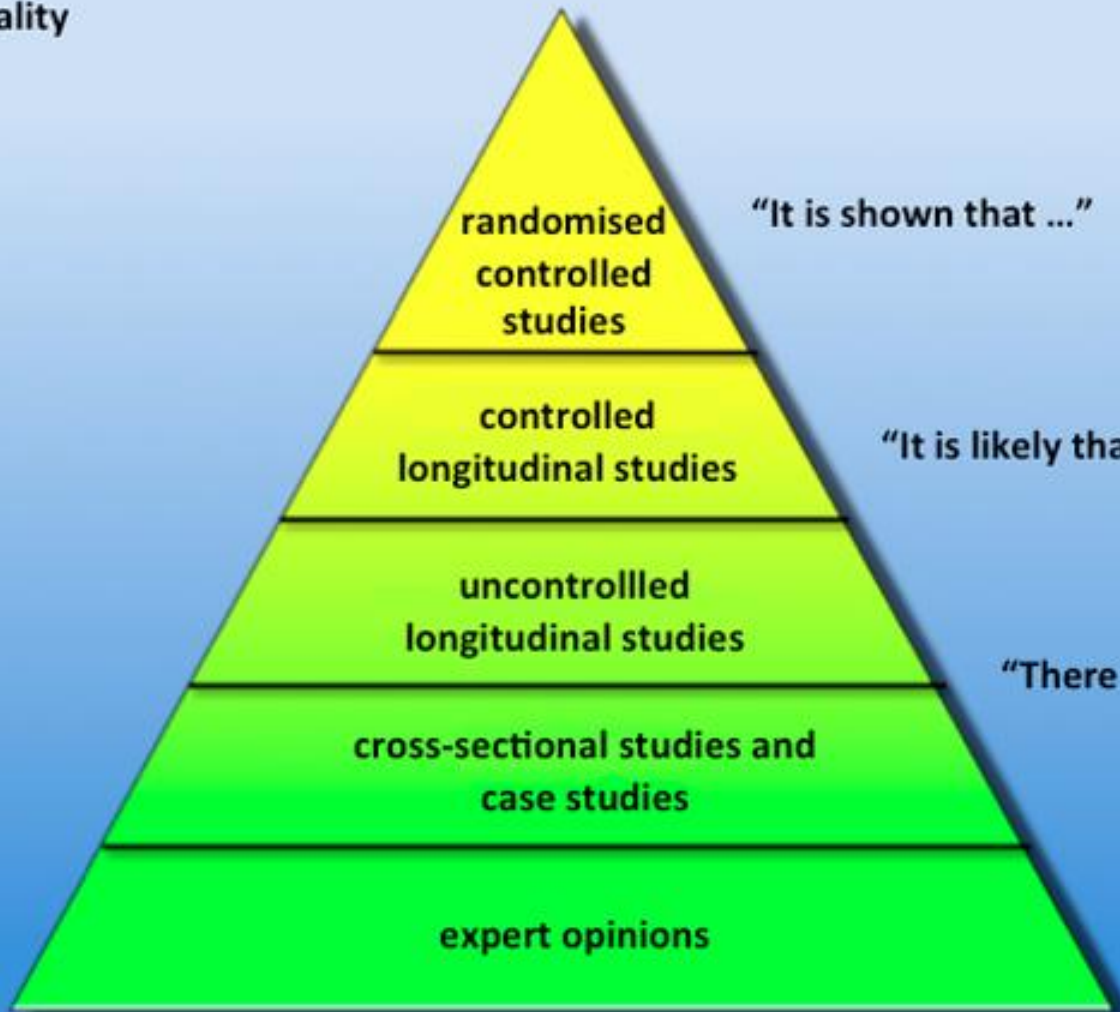 ality
randomised
controlled
studies
“It is shown that ...”
controlled
longitudinal studies
“It is likely tha
uncontrollled
longitudinal studies
“There
cross-sectional studies and
case studies
expert opinions